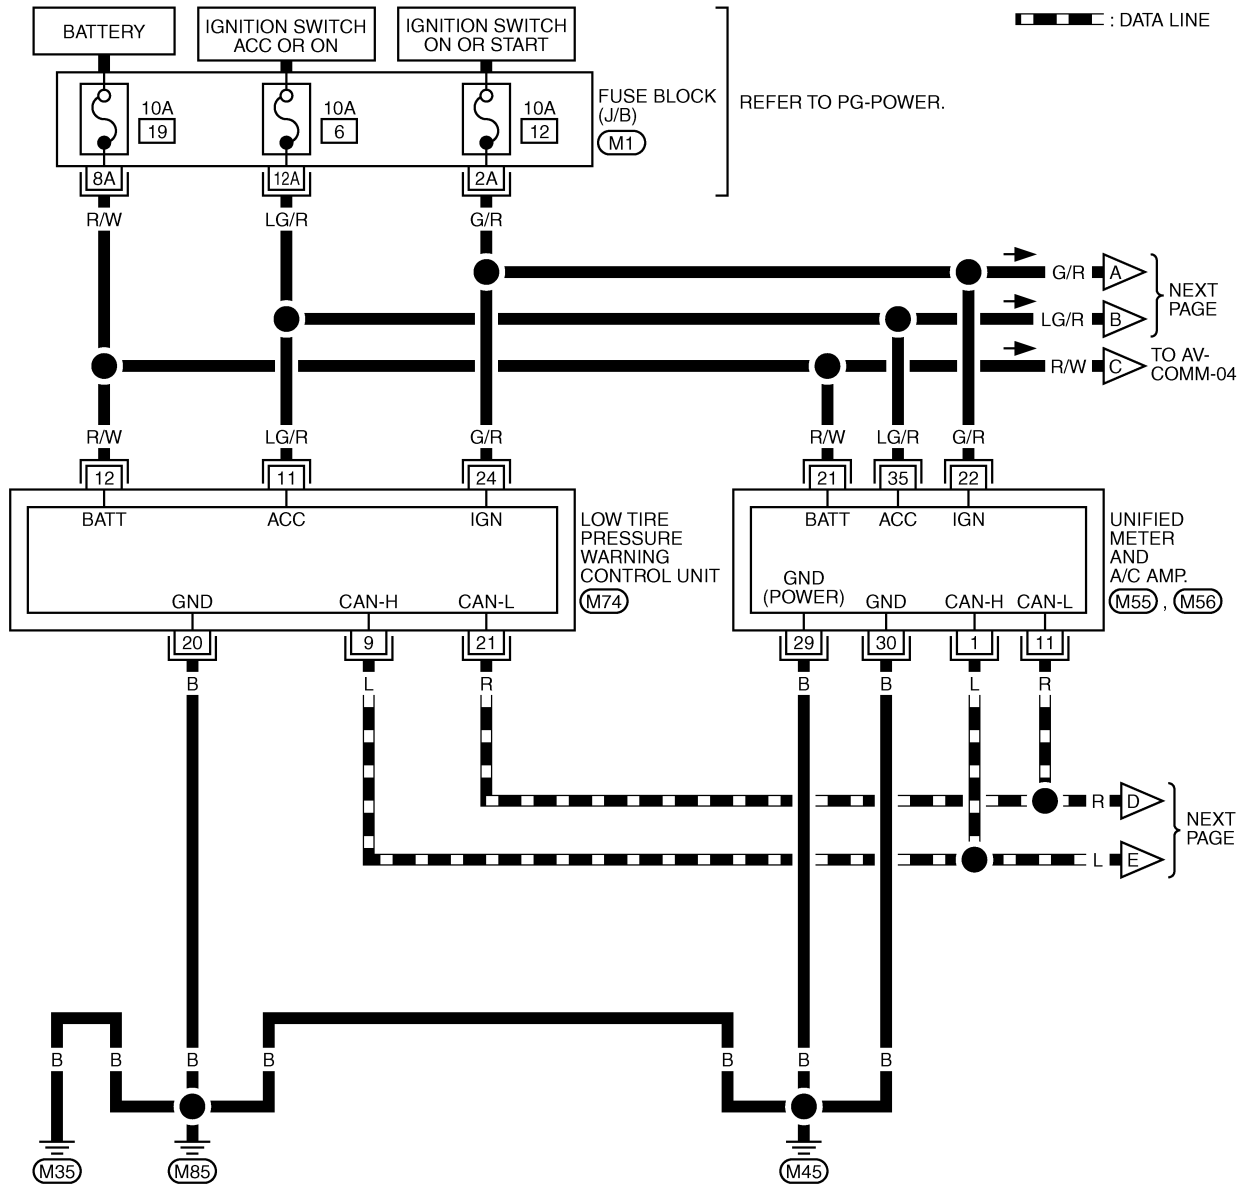 BATTERY
IGNITION SWITCH
ACC OR ON
IGNITION SWITCH
ON OR START
: DATA LINE
10A
19
10A
6
10A
12
FUSE BLOCK
(J/B)
M1
REFER TO PG-POWER.
8A
12A
2A
R/W
LG/R
G/R
G/R
A
LG/R
B
NEXT
PAGE
R/W
C
TO AV-
COMM-04
R/W
LG/R
G/R
R/W
LG/R
G/R
12
11
24
21
35
22
BATT
ACC
IGN
LOW TIRE
PRESSURE
WARNING
CONTROL UNIT
M74
BATT
ACC
IGN
UNIFIED
METER
AND
A/C AMP.
M55 , M56
GND
CAN-H
CAN-L
GND
(POWER)
GND
CAN-H
CAN-L
20
9
21
29
30
1
11
B
L
R
B
B
L
R
R
D
L
E
NEXT
PAGE
B
B
B
B
B
B
B
M35
M85
M45